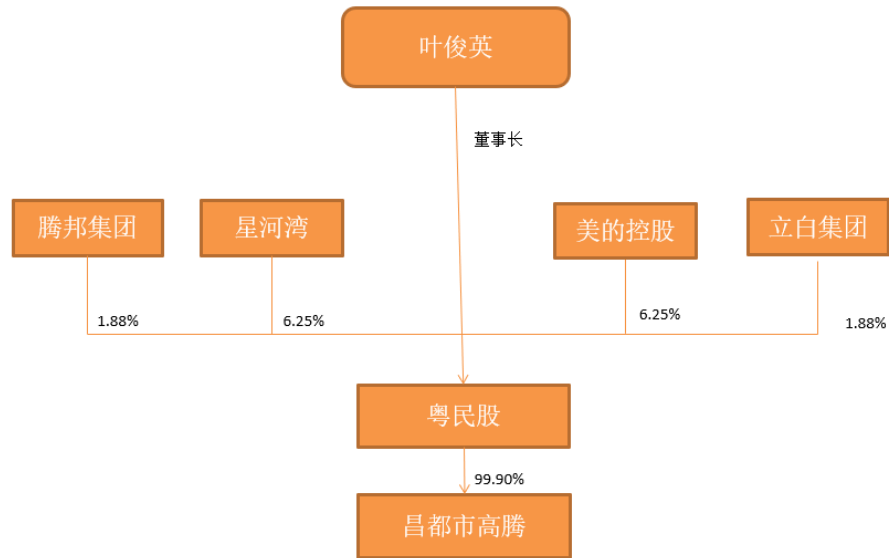 叶俊英
董事长
腾邦集团
星河湾
美的控股
立白集团
1.88%
6.25%
6.25%
1.88%
粤民股
99.90%
昌都市高腾